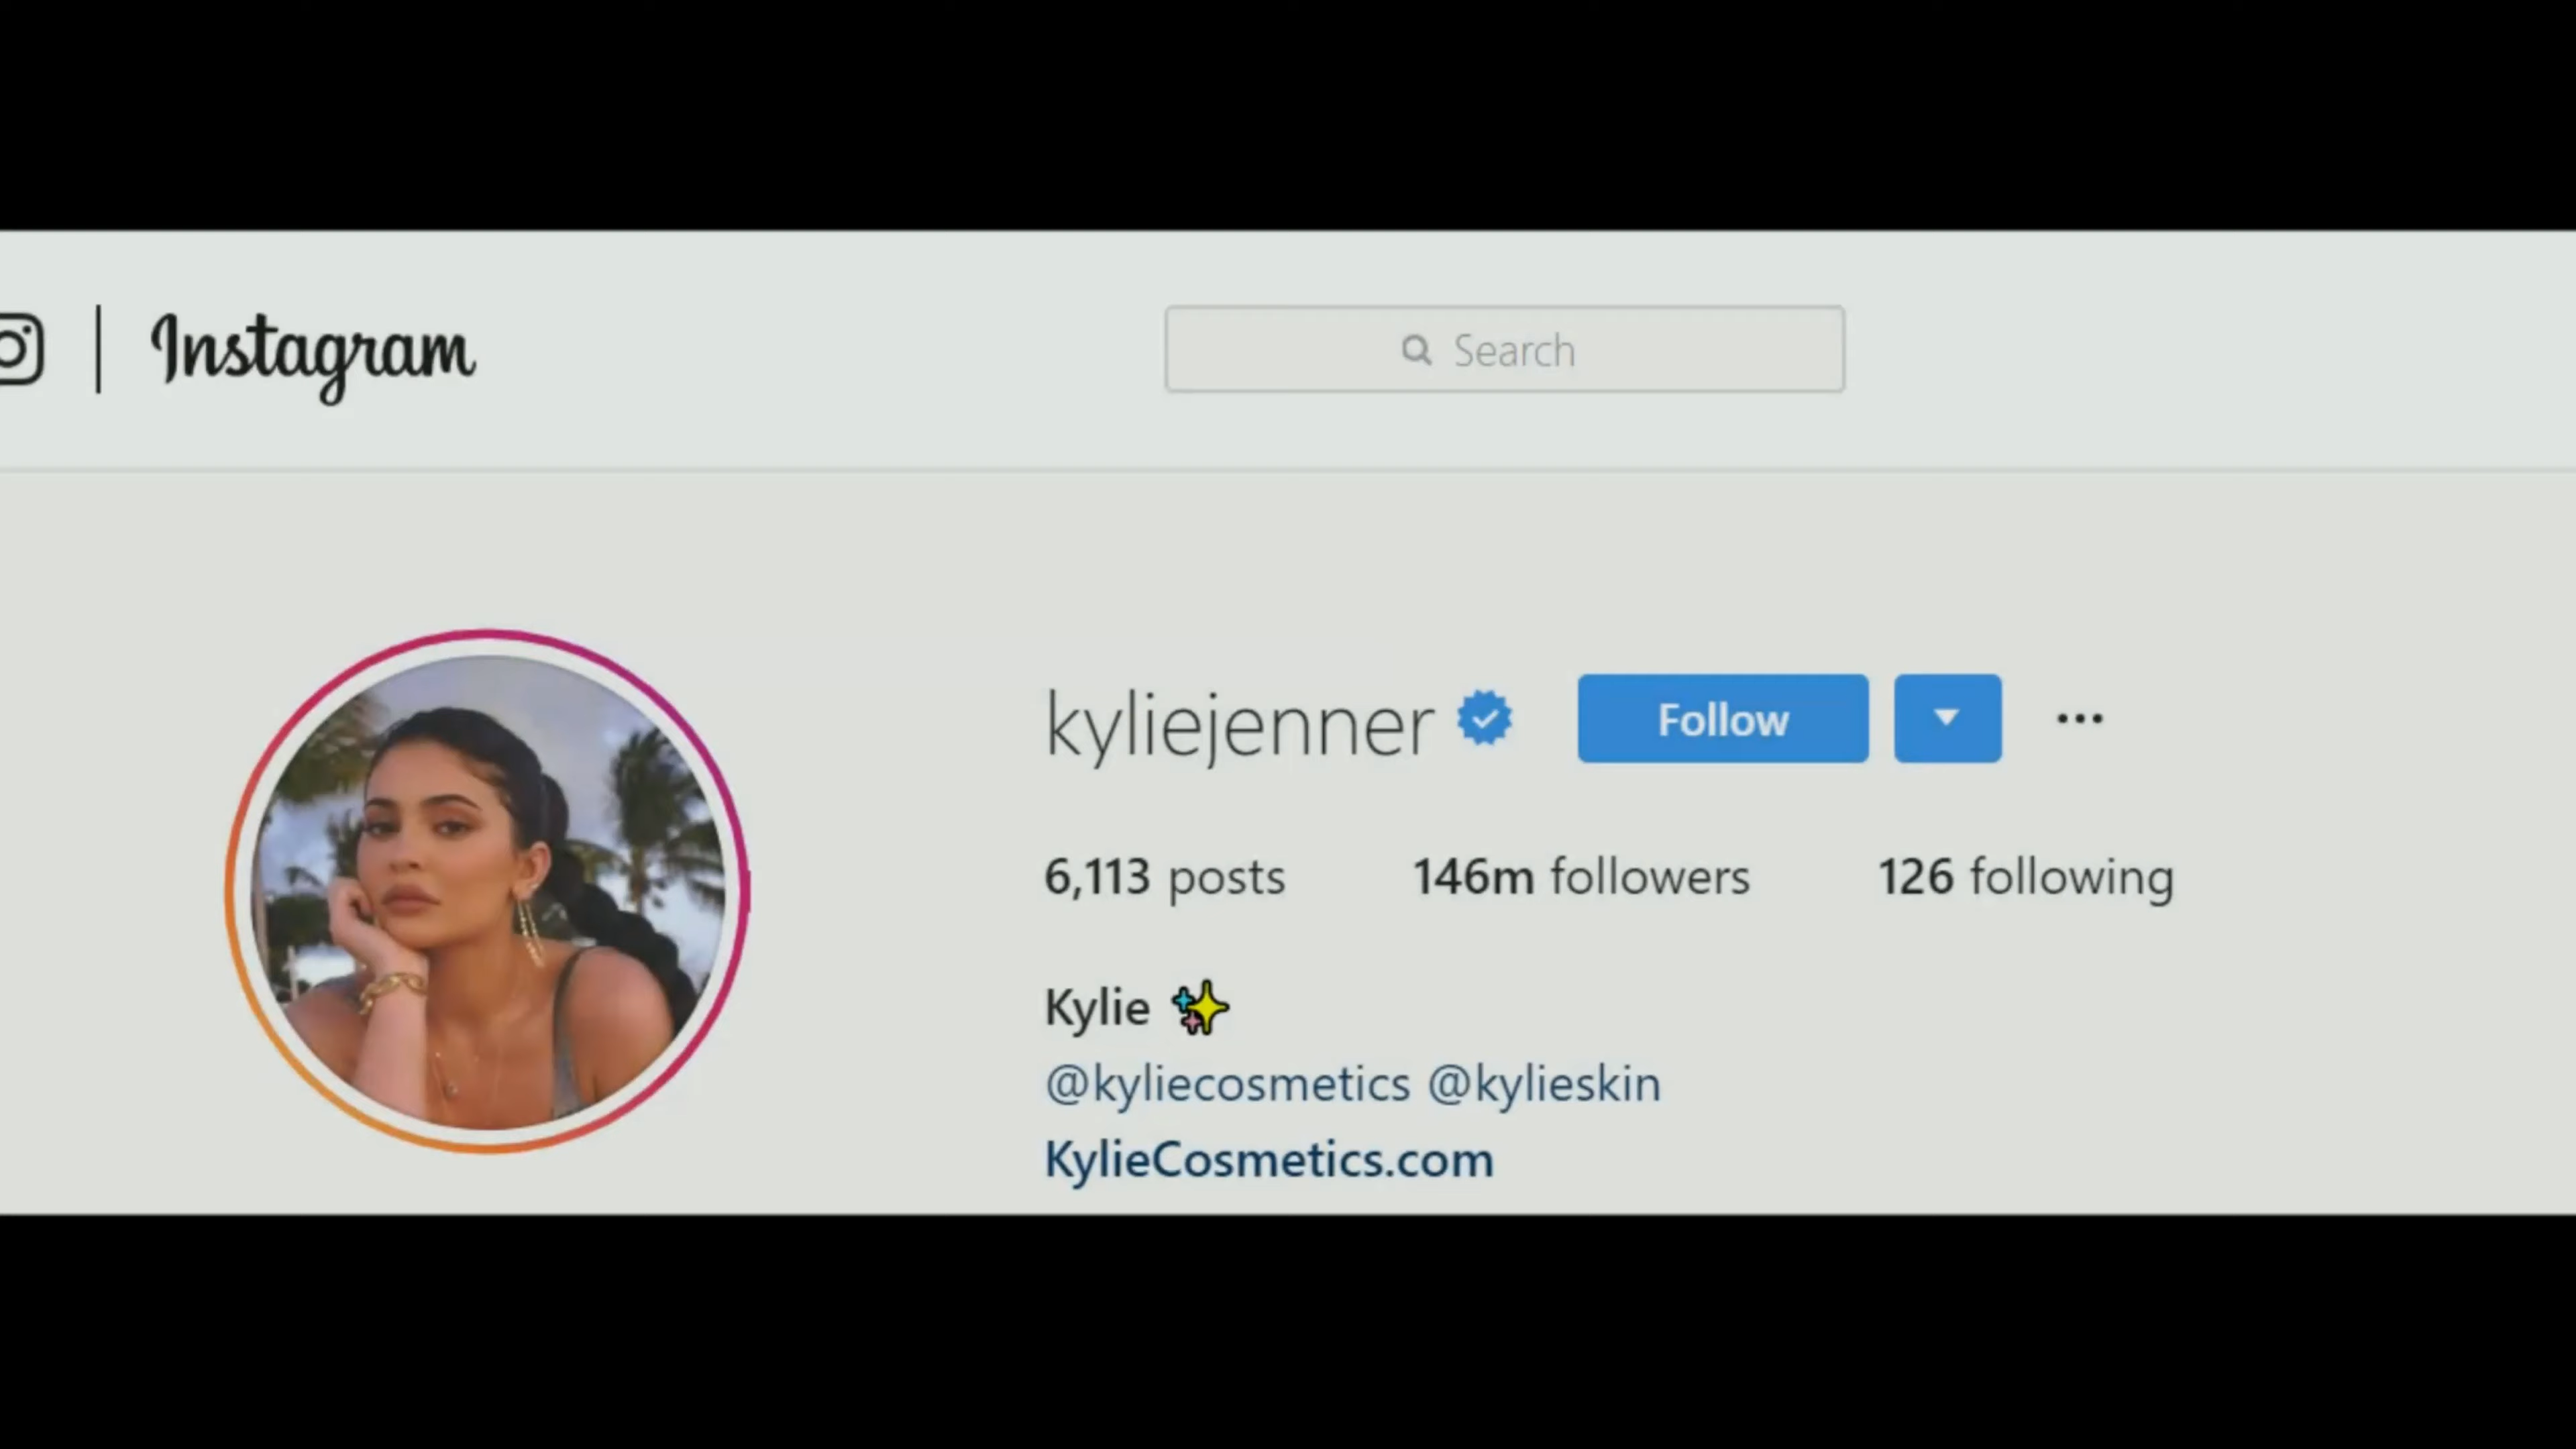 Instagram
Search
kyliejenner
Follow
6,113 posts 146m followers 126 following
Kylie ✨
@kyliecosmetics @kylieskin
KylieCosmetics.com